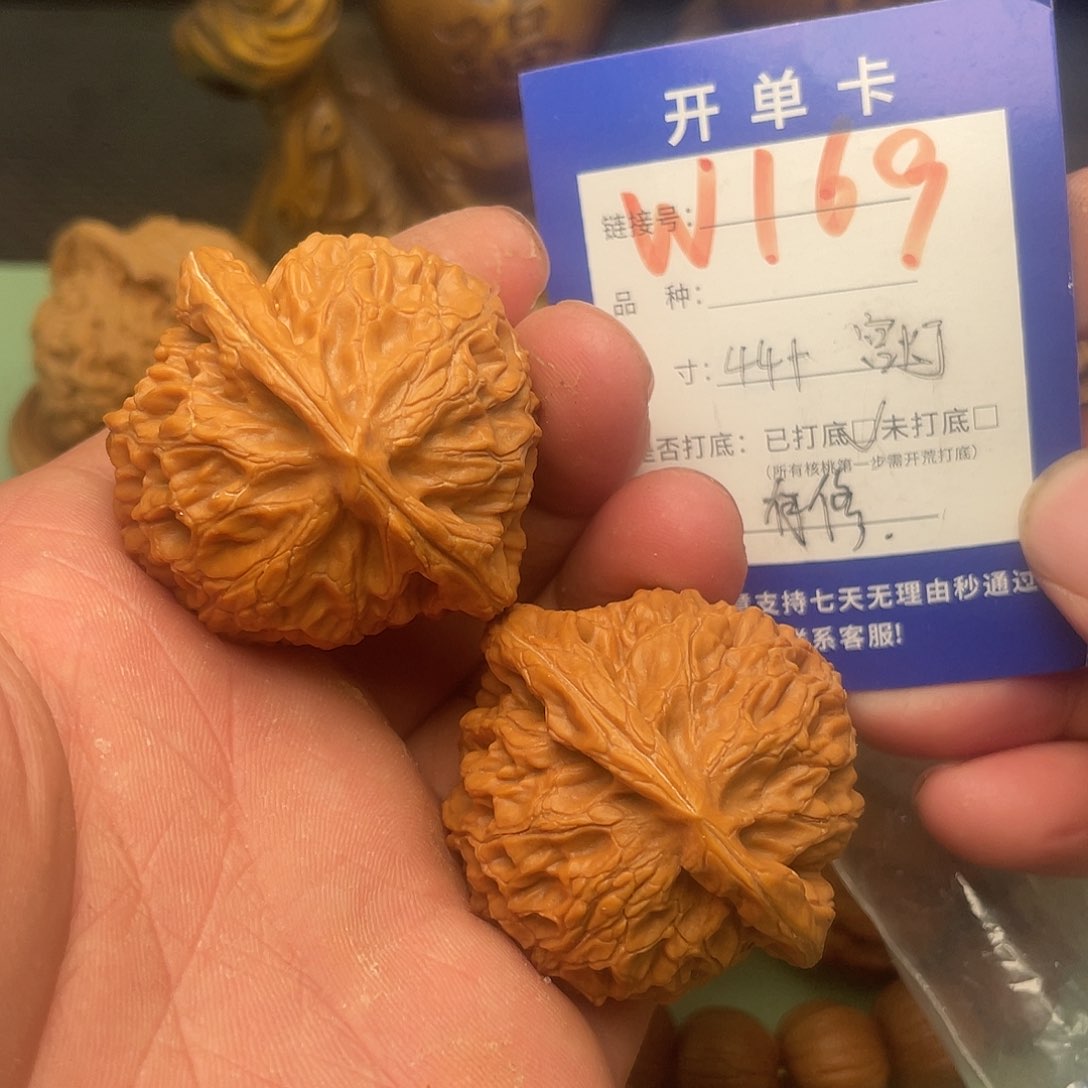 开单卡
链接号: W169
品 种:
寸: 44+ 宫灯
是否打底: 已打底☑未打底☐
(所有核桃第一步需开荒打底)
有修.
支持七天无理由秒通过
联系客服!